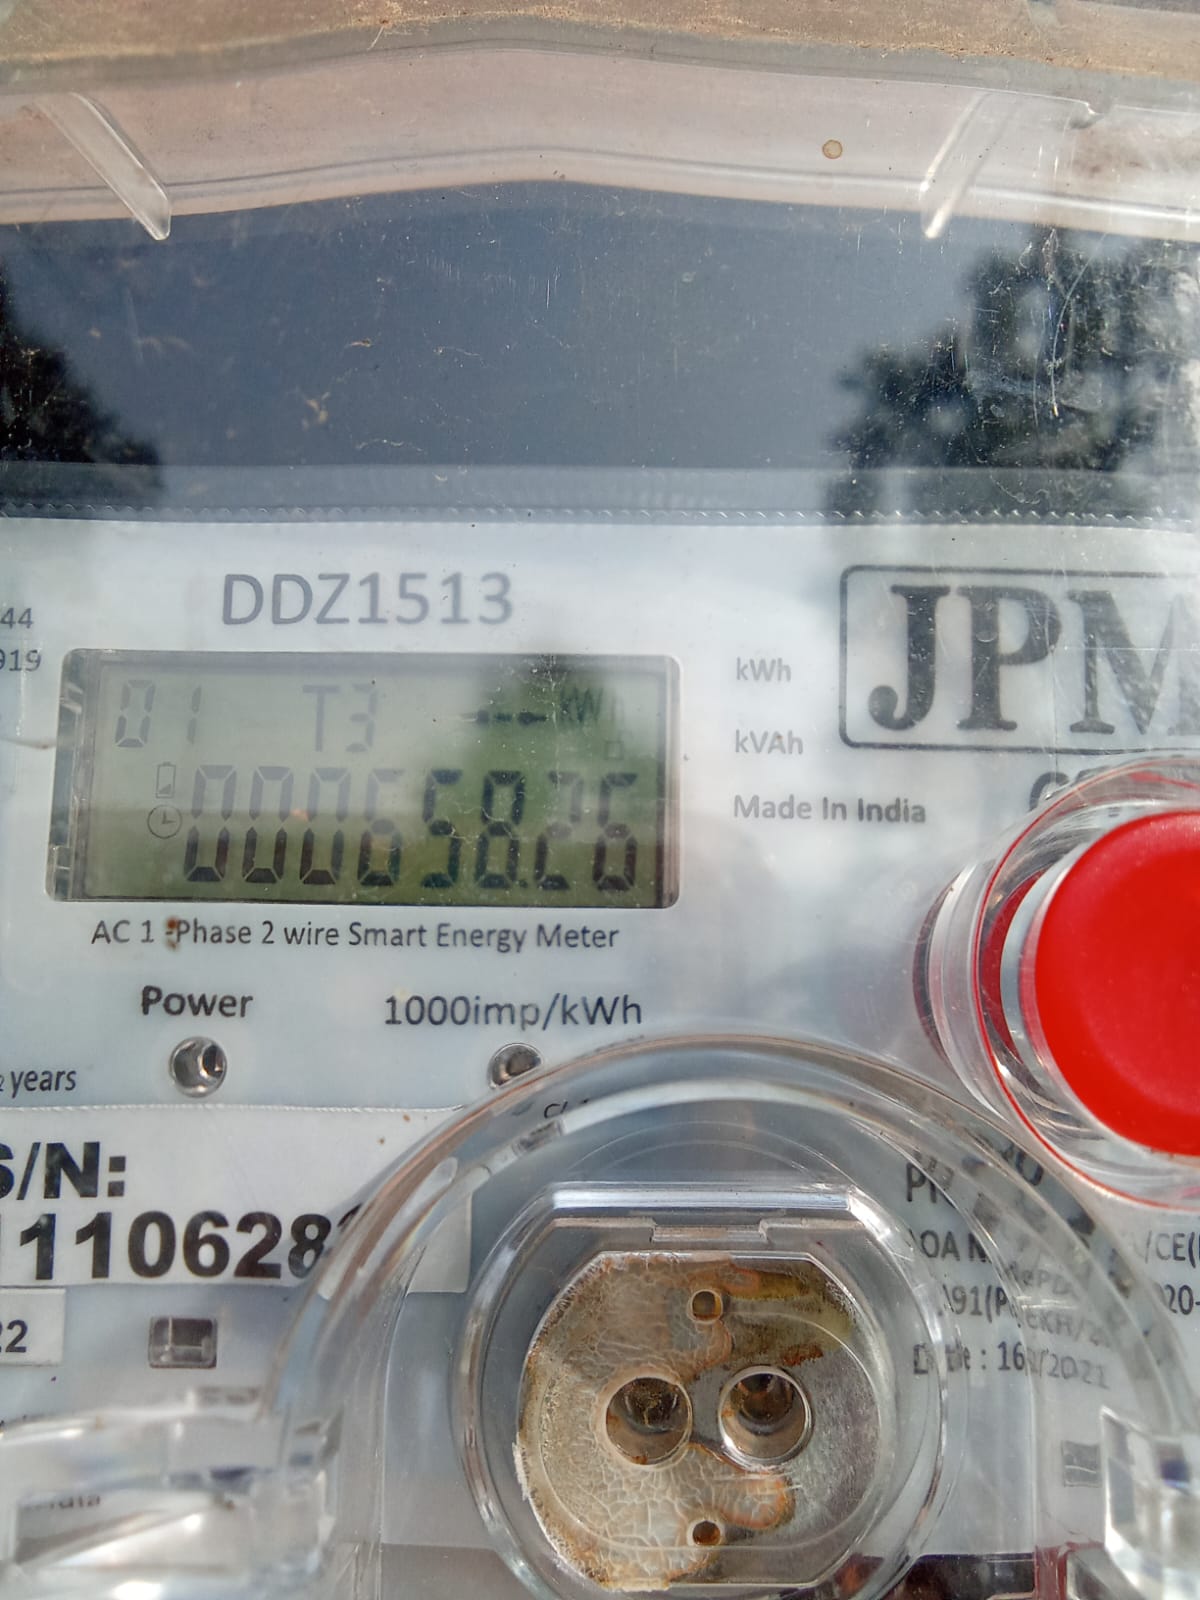 DDZ1513
JPM
44
919
01 T3 kWh
000658.26
kWh
kVAh
Made In India
AC 1 -Phase 2 wire Smart Energy Meter
Power 1000imp/kWh
years
S/N:
110628
22